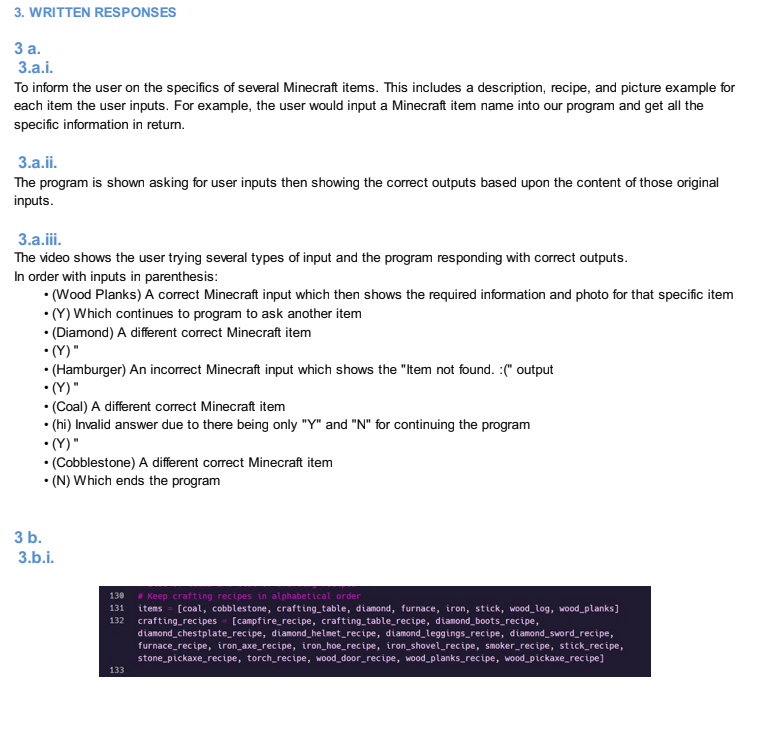 3. WRITTEN RESPONSES
3 a.
3.a.i.
To inform the user on the specifics of several Minecraft items. This includes a description, recipe, and picture example for
each item the user inputs. For example, the user would input a Minecraft item name into our program and get all the
specific information in return.
3.a.ii.
The program is shown asking for user inputs then showing the correct outputs based upon the content of those original
inputs.
3.a.iii.
The video shows the user trying several types of input and the program responding with correct outputs.
In order with inputs in parenthesis:
• (Wood Planks) A correct Minecraft input which then shows the required information and photo for that specific item
• (Y) Which continues to program to ask another item
• (Diamond) A different correct Minecraft item
• (Y) "
• (Hamburger) An incorrect Minecraft input which shows the "Item not found. :(" output
• (Y) "
• (Coal) A different correct Minecraft item
• (hi) Invalid answer due to there being only "Y" and "N" for continuing the program
• (Y) "
• (Cobblestone) A different correct Minecraft item
• (N) Which ends the program
3 b.
3.b.i.
130 # Keep crafting recipes in alphabetical order
131 items = [coal, cobblestone, crafting_table, diamond, furnace, iron, stick, wood_log, wood_planks]
132 crafting_recipes = [campfire_recipe, crafting_table_recipe, diamond_boots_recipe,
diamond_chestplate_recipe, diamond_helmet_recipe, diamond_leggings_recipe, diamond_sword_recipe,
furnace_recipe, iron_axe_recipe, iron_hoe_recipe, iron_shovel_recipe, smoker_recipe, stick_recipe,
stone_pickaxe_recipe, torch_recipe, wood_door_recipe, wood_planks_recipe, wood_pickaxe_recipe]
133